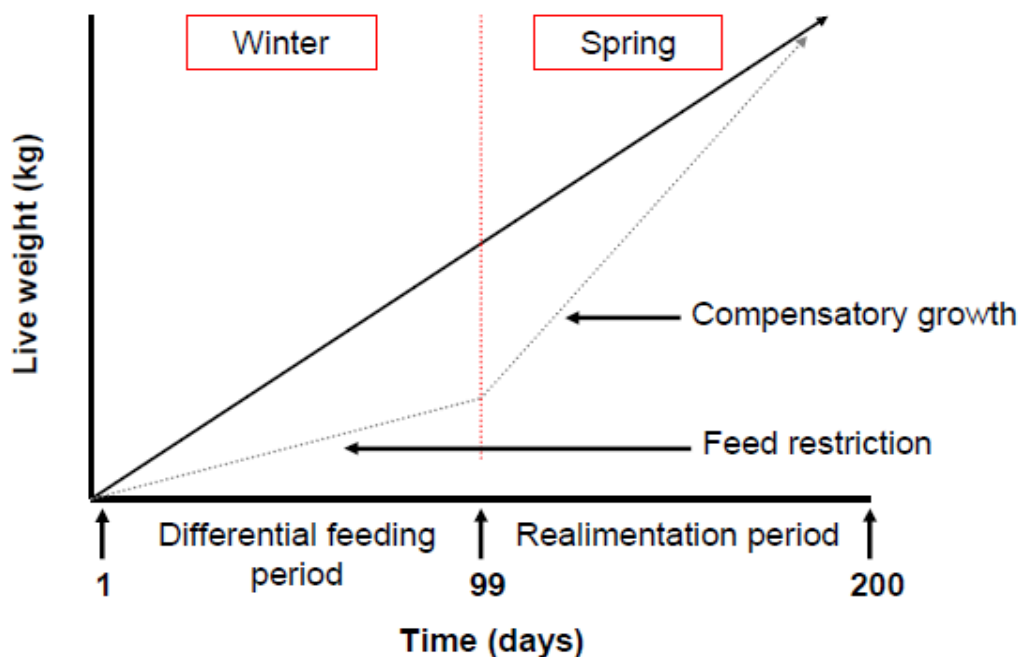 Winter
Spring
Live weight (kg)
Compensatory growth
Feed restriction
Differential feeding
period
Realimentation period
1
99
200
Time (days)